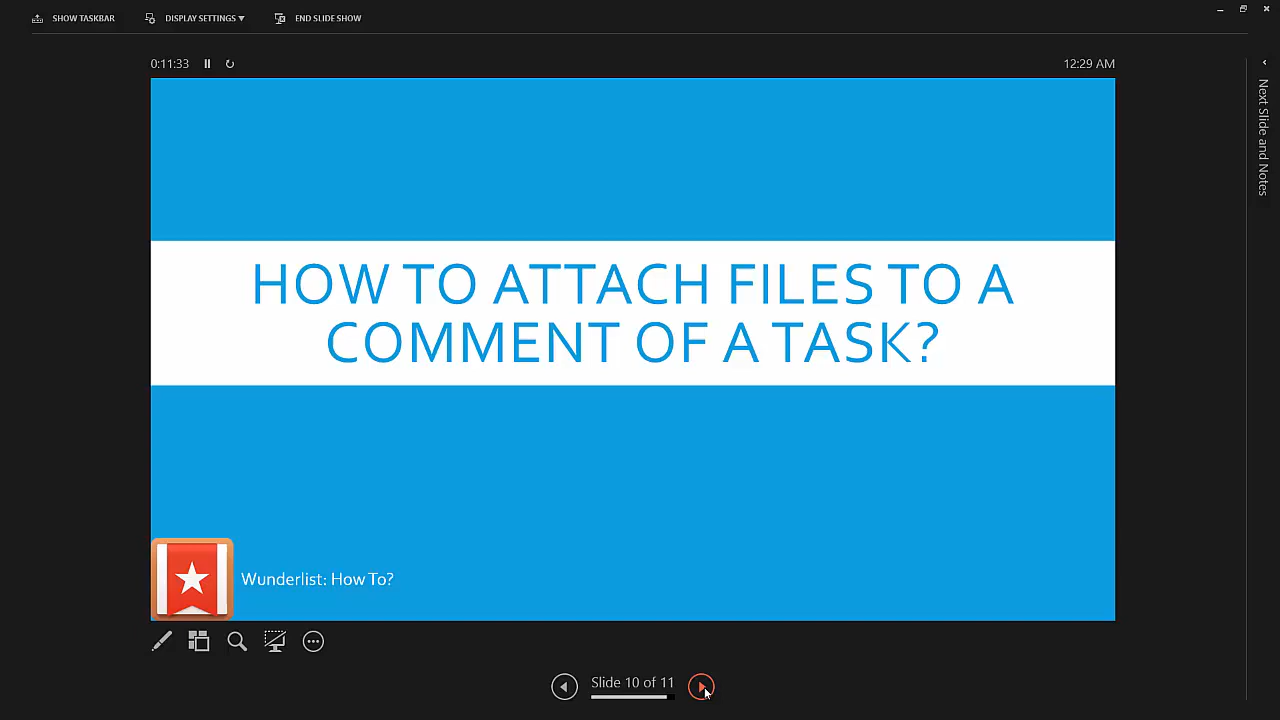 SHOW TASKBAR DISPLAY SETTINGS ▼ END SLIDE SHOW
0:11:33 12:29 AM
Next Slide and Notes
HOW TO ATTACH FILES TO A
COMMENT OF A TASK?
Wunderlist: How To?
Slide 10 of 11